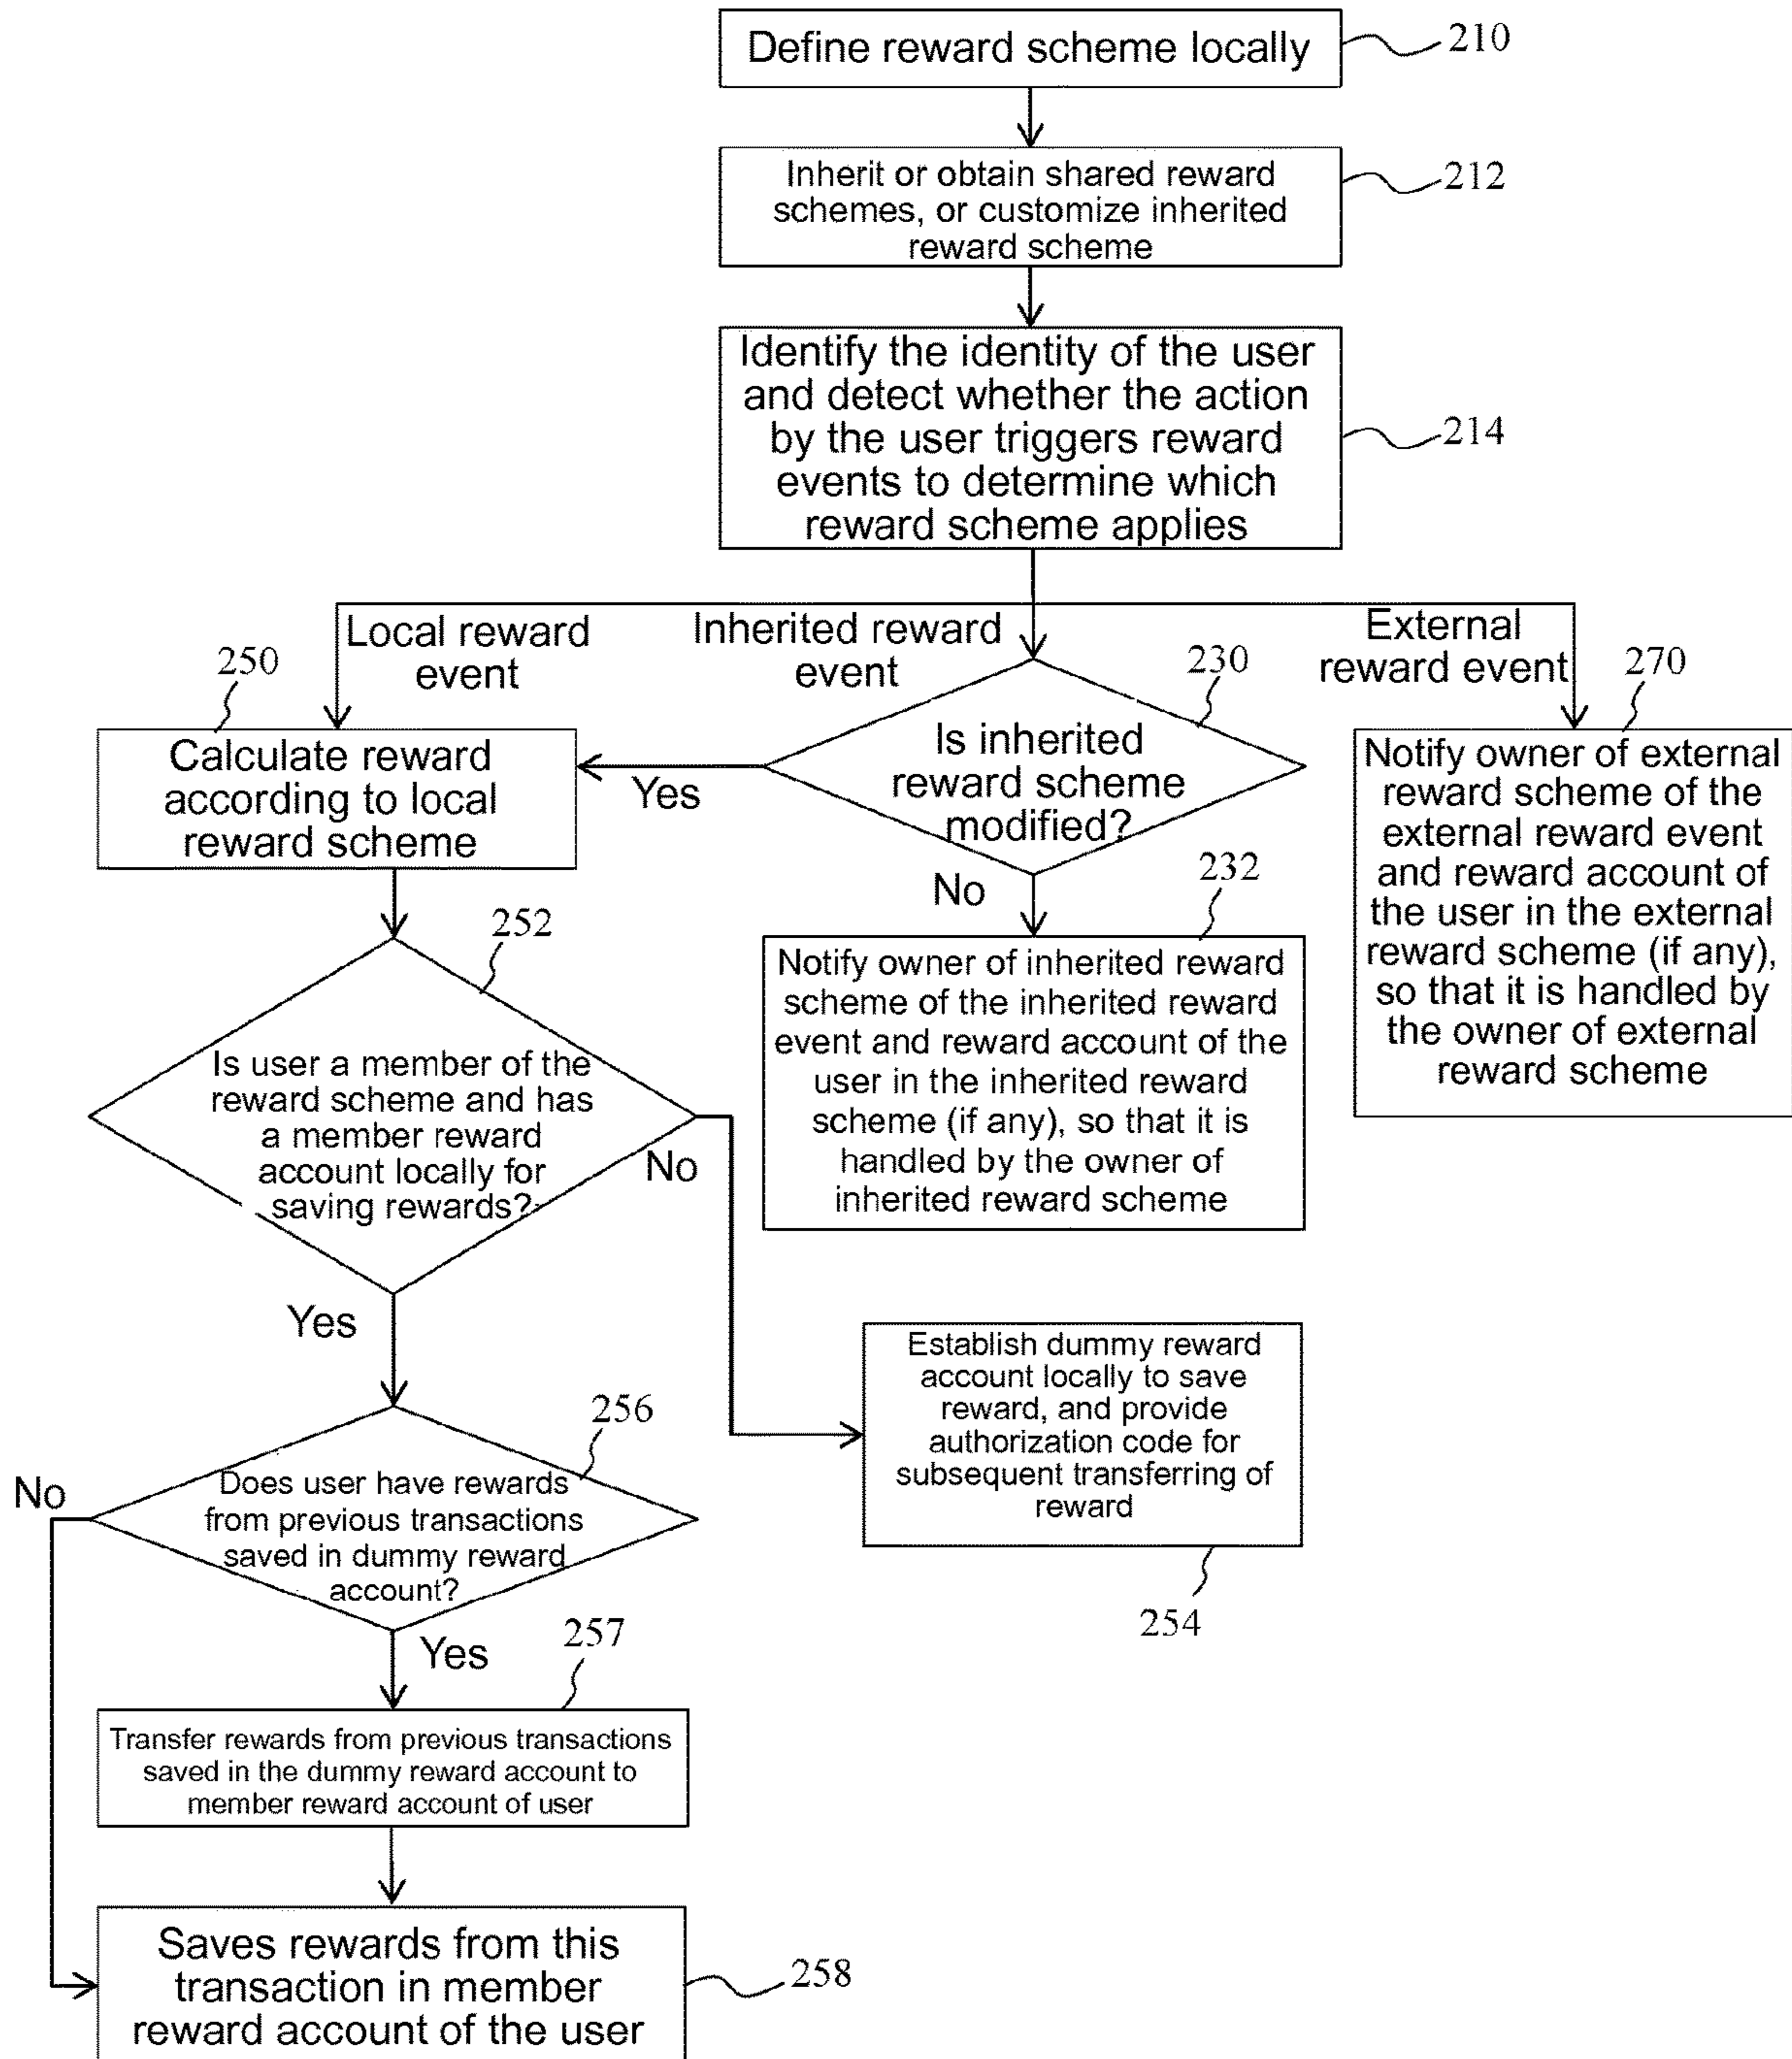 Define reward scheme locally
210
Inherit or obtain shared reward
schemes, or customize inherited
reward scheme
212
Identify the identity of the user
and detect whether the action
by the user triggers reward
events to determine which
reward scheme applies
214
Local reward
event
Inherited reward
event
External
reward event
250
Calculate reward
according to local
reward scheme
230
Is inherited
reward scheme
modified?
Yes
No
270
Notify owner of external
reward scheme of the
external reward event
and reward account of
the user in the external
reward scheme (if any),
so that it is handled by
the owner of external
reward scheme
232
Notify owner of inherited reward
scheme of the inherited reward
event and reward account of the
user in the inherited reward
scheme (if any), so that it is
handled by the owner of
inherited reward scheme
252
Is user a member of the
reward scheme and has
a member reward
account locally for
saving rewards?
No
Yes
Establish dummy reward
account locally to save
reward, and provide
authorization code for
subsequent transferring of
reward
254
256
Does user have rewards
from previous transactions
saved in dummy reward
account?
No
Yes
257
Transfer rewards from previous transactions
saved in the dummy reward account to
member reward account of user
Saves rewards from this
transaction in member
reward account of the user
258